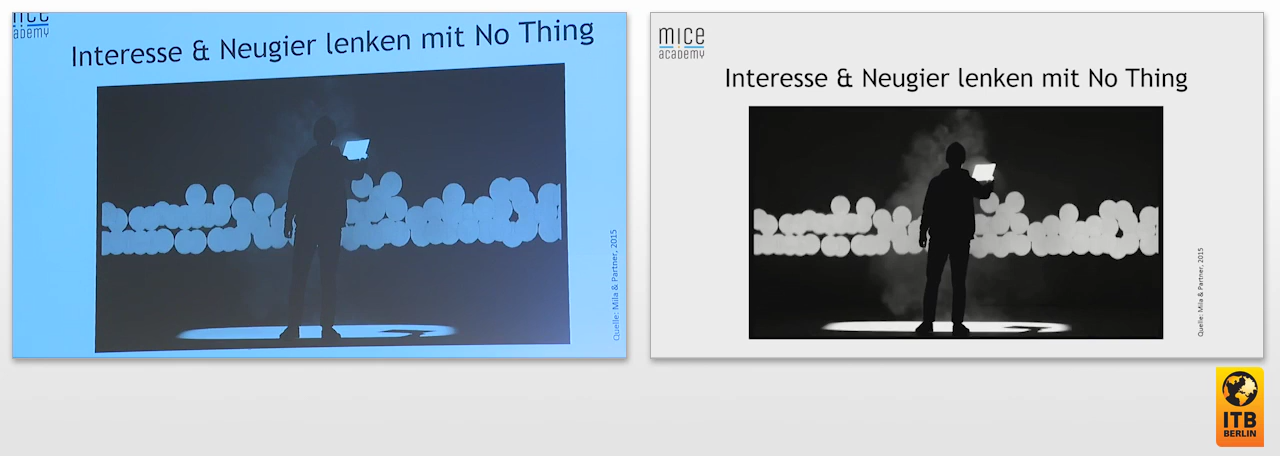 mice
ademy
Interesse & Neugier lenken mit No Thing
Quelle: Mila & Partner, 2015
mice
academy
Interesse & Neugier lenken mit No Thing
Quelle: Mila & Partner, 2015
ITB
BERLIN